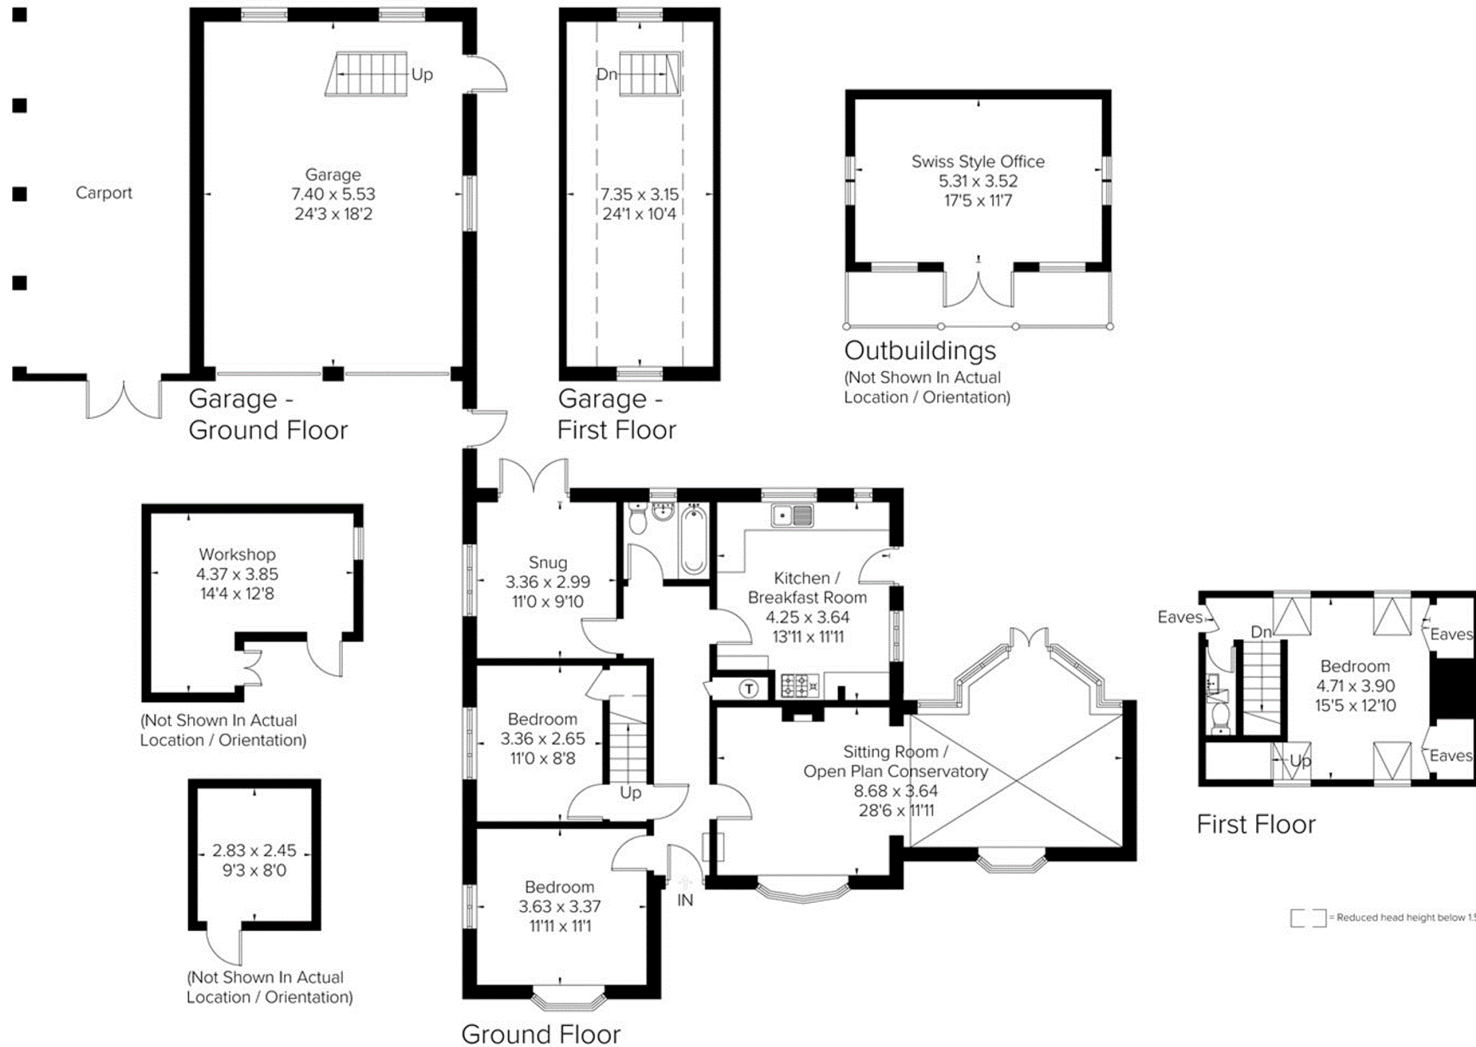 Carport
Up
Garage
7.40 x 5.53
24'3 x 18'2
Garage -
Ground Floor
Dn
7.35 x 3.15
24'1 x 10'4
Garage -
First Floor
Swiss Style Office
5.31 x 3.52
17'5 x 11'7
Outbuildings
(Not Shown In Actual
Location / Orientation)
Workshop
4.37 x 3.85
14'4 x 12'8
(Not Shown In Actual
Location / Orientation)
2.83 x 2.45
9'3 x 8'0
(Not Shown In Actual
Location / Orientation)
Snug
3.36 x 2.99
11'0 x 9'10
Kitchen /
Breakfast Room
4.25 x 3.64
13'11 x 11'11
T
Bedroom
3.36 x 2.65
11'0 x 8'8
Up
Sitting Room /
Open Plan Conservatory
8.68 x 3.64
28'6 x 11'11
Bedroom
3.63 x 3.37
11'11 x 11'1
IN
Ground Floor
Eaves
Dn
Eaves
Bedroom
4.71 x 3.90
15'5 x 12'10
Up
Eaves
First Floor
= Reduced head height below 1.5